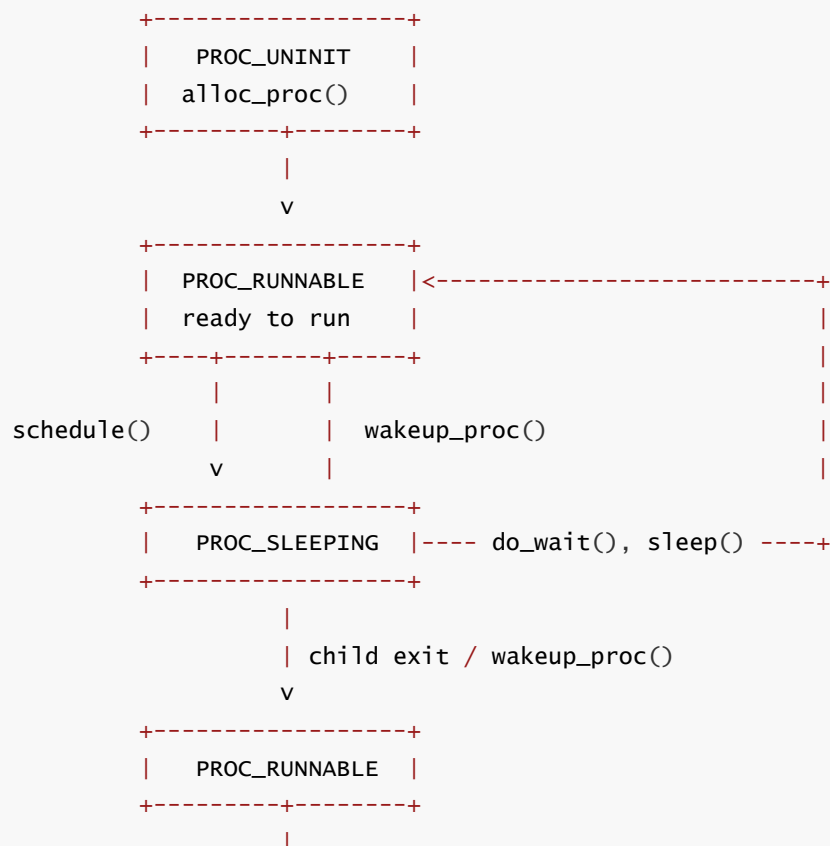 +-------------------+
|   PROC_UNINIT    |
|  alloc_proc()     |
+---------+--------+
|
v
+------------------+
|  PROC_RUNNABLE   |<---------------------------+
|  ready to run    |                            |
+----+-------+-----+                            |
|       |                                  |
schedule()    |       |  wakeup_proc()                   |
v       |                                  |
+------------------+
|   PROC_SLEEPING  |---- do_wait(), sleep() ----+
+------------------+
|
| child exit / wakeup_proc()
v
+------------------+
|   PROC_RUNNABLE  |
+---------+--------+
|